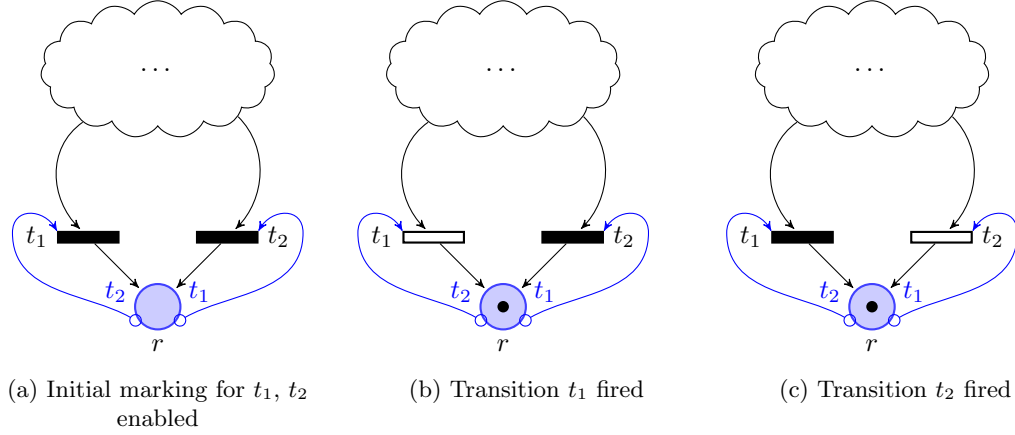 ...
...
...
t₁
t₂
t₂
t₁
r
t₁
t₂
t₂
t₁
r
t₁
t₂
t₂
t₁
r
(a) Initial marking for t₁, t₂
enabled
(b) Transition t₁ fired
(c) Transition t₂ fired